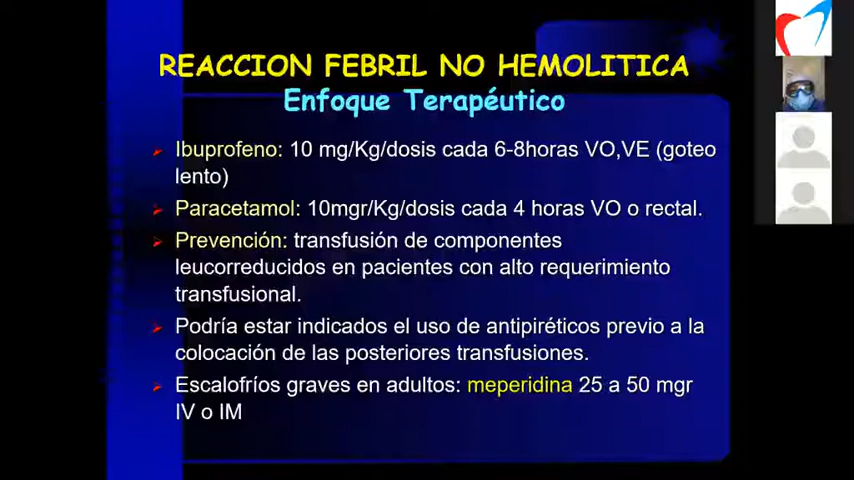 REACCION FEBRIL NO HEMOLITICA
Enfoque Terapéutico
Ibuprofeno: 10 mg/Kg/dosis cada 6-8horas VO,VE (goteo
lento)
Paracetamol: 10mgr/Kg/dosis cada 4 horas VO o rectal.
Prevención: transfusión de componentes
leucorreducidos en pacientes con alto requerimiento
transfusional.
Podría estar indicados el uso de antipiréticos previo a la
colocación de las posteriores transfusiones.
Escalofríos graves en adultos: meperidina 25 a 50 mgr
IV o IM